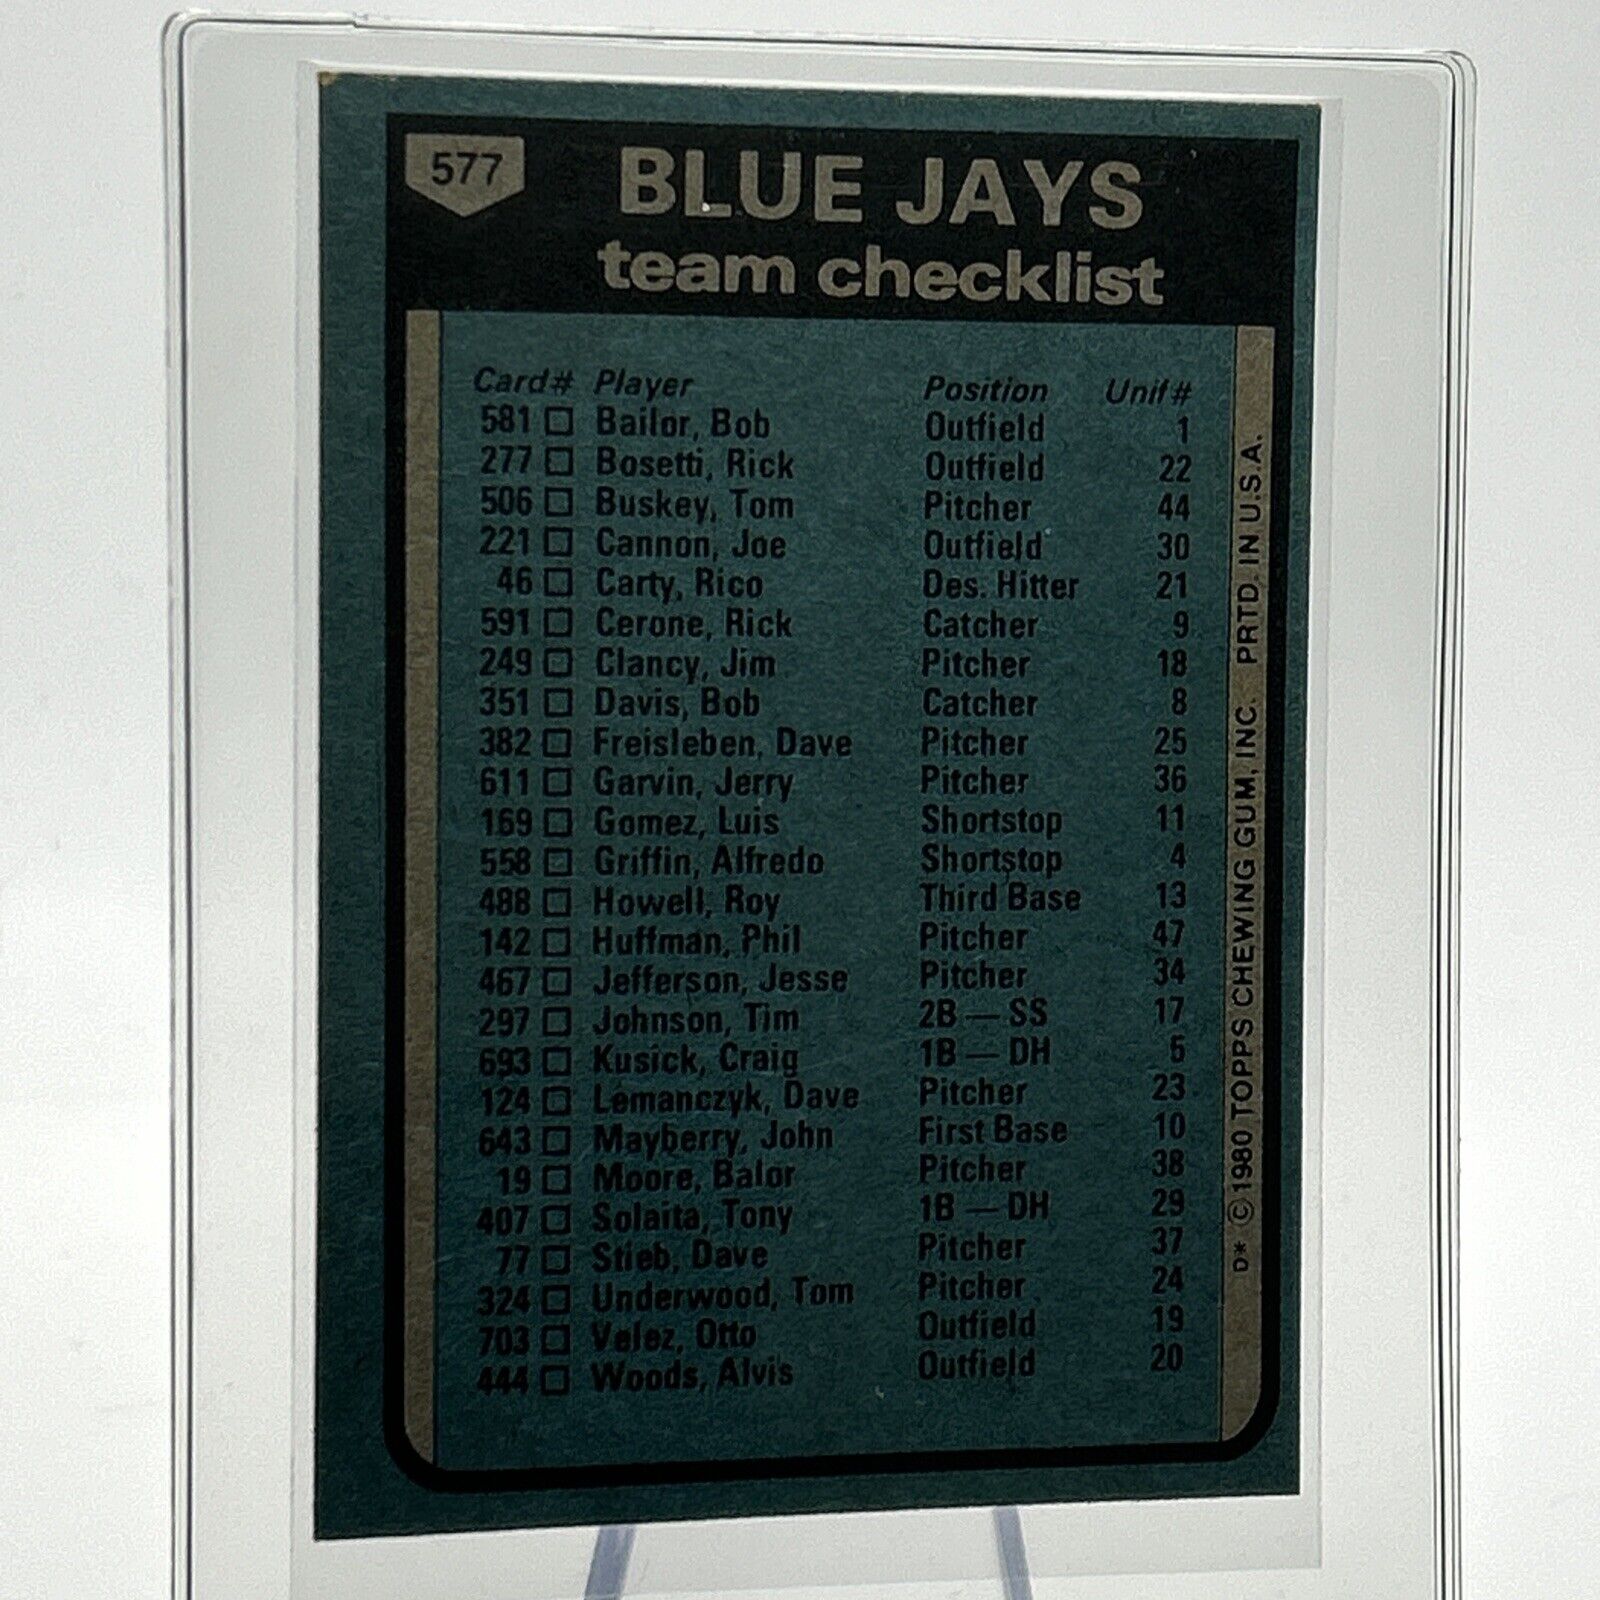 577
BLUE JAYS
team checklist
Card# Player Position Unif#
581 □ Bailor, Bob Outfield 1
277 □ Bosetti, Rick Outfield 22
506 □ Buskey, Tom Pitcher 44
221 □ Cannon, Joe Outfield 30
46 □ Carty, Rico Des. Hitter 21
591 □ Cerone, Rick Catcher 9
249 □ Clancy, Jim Pitcher 18
351 □ Davis, Bob Catcher 8
382 □ Freisleben, Dave Pitcher 25
611 □ Garvin, Jerry Pitcher 36
169 □ Gomez, Luis Shortstop 11
558 □ Griffin, Alfredo Shortstop 4
488 □ Howell, Roy Third Base 13
142 □ Huffman, Phil Pitcher 47
467 □ Jefferson, Jesse Pitcher 34
297 □ Johnson, Tim 2B — SS 17
693 □ Kusick, Craig 1B — DH 5
124 □ Lemanczyk, Dave Pitcher 23
643 □ Mayberry, John First Base 10
19 □ Moore, Balor Pitcher 38
407 □ Solaita, Tony 1B — DH 29
77 □ Stieb, Dave Pitcher 37
324 □ Underwood, Tom Pitcher 24
703 □ Velez, Otto Outfield 19
444 □ Woods, Alvis Outfield 20
D* © 1980 TOPPS CHEWING GUM, INC. PRTD. IN U.S.A.